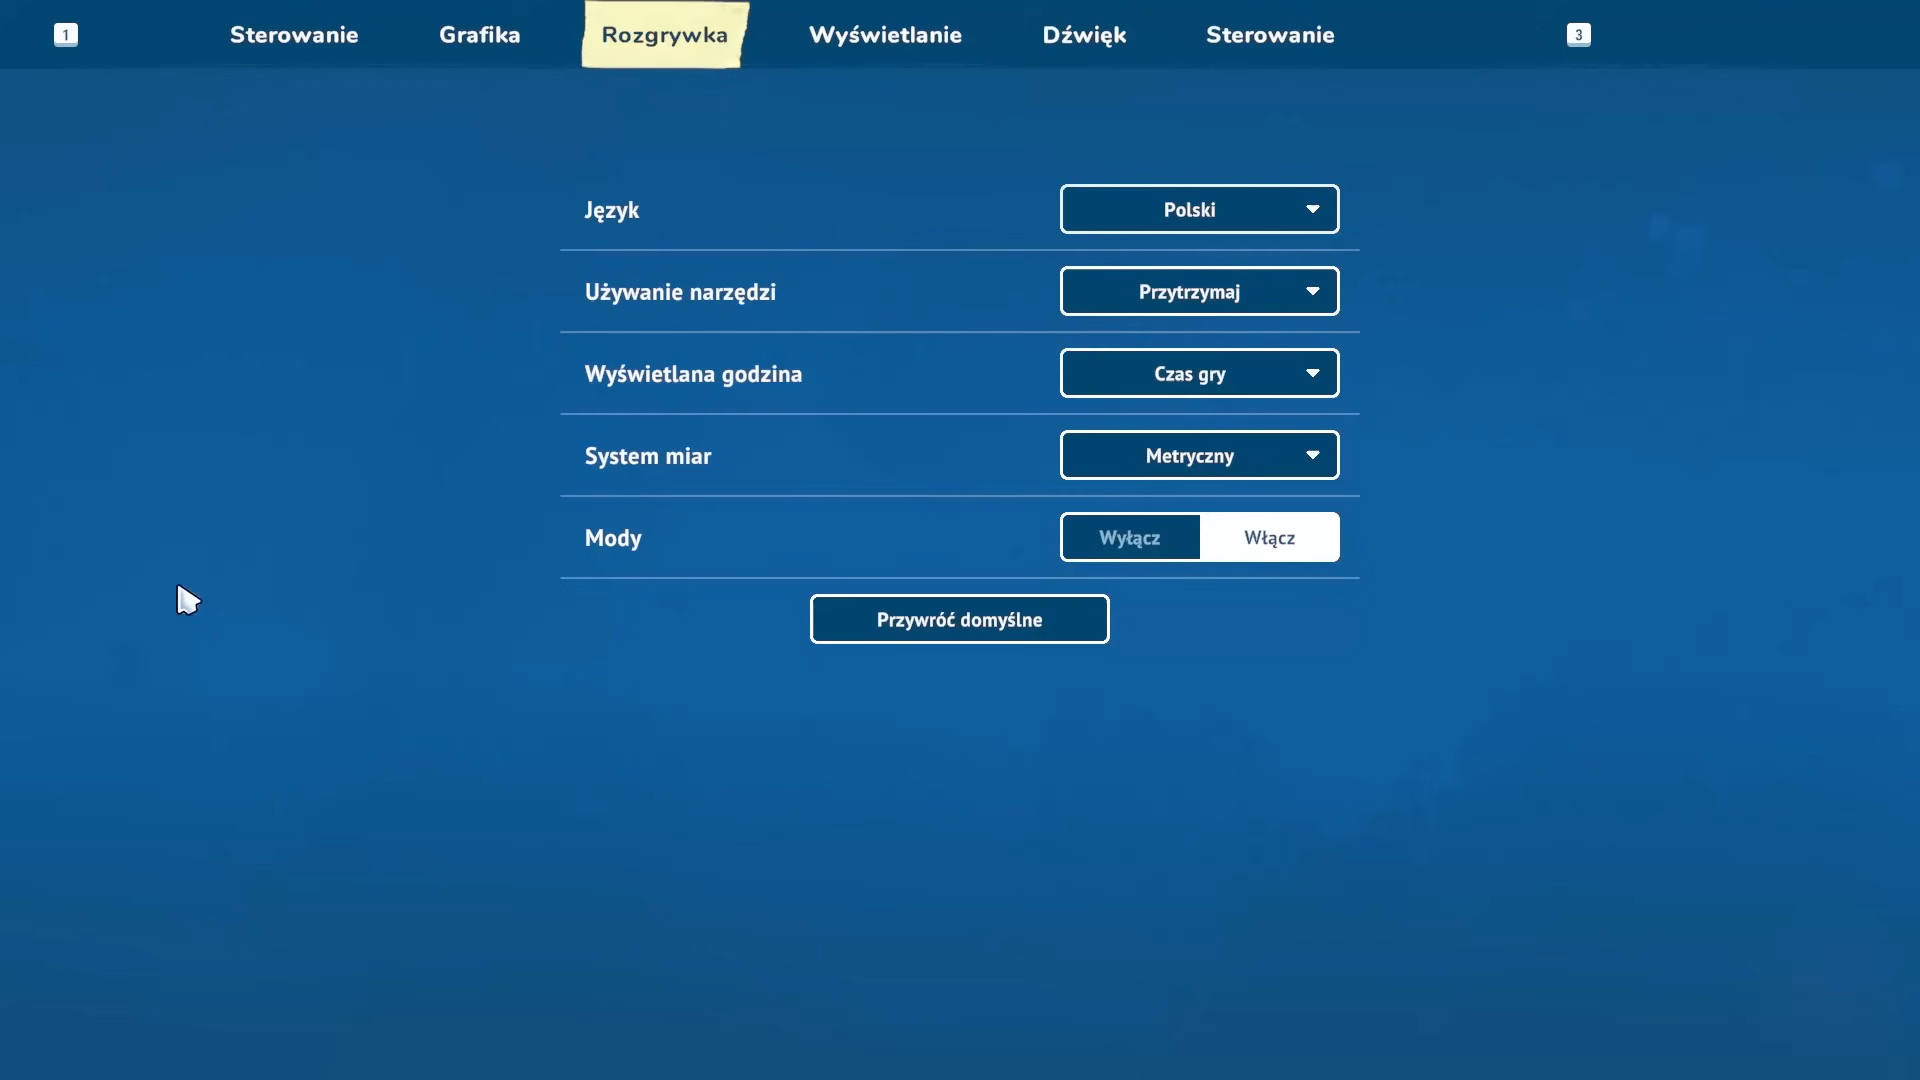 1 Sterowanie Grafika Rozgrywka Wyświetlanie Dźwięk Sterowanie 3
Język Polski
Używanie narzędzi Przytrzymaj
Wyświetlana godzina Czas gry
System miar Metryczny
Mody Wyłącz Włącz
Przywróć domyślne